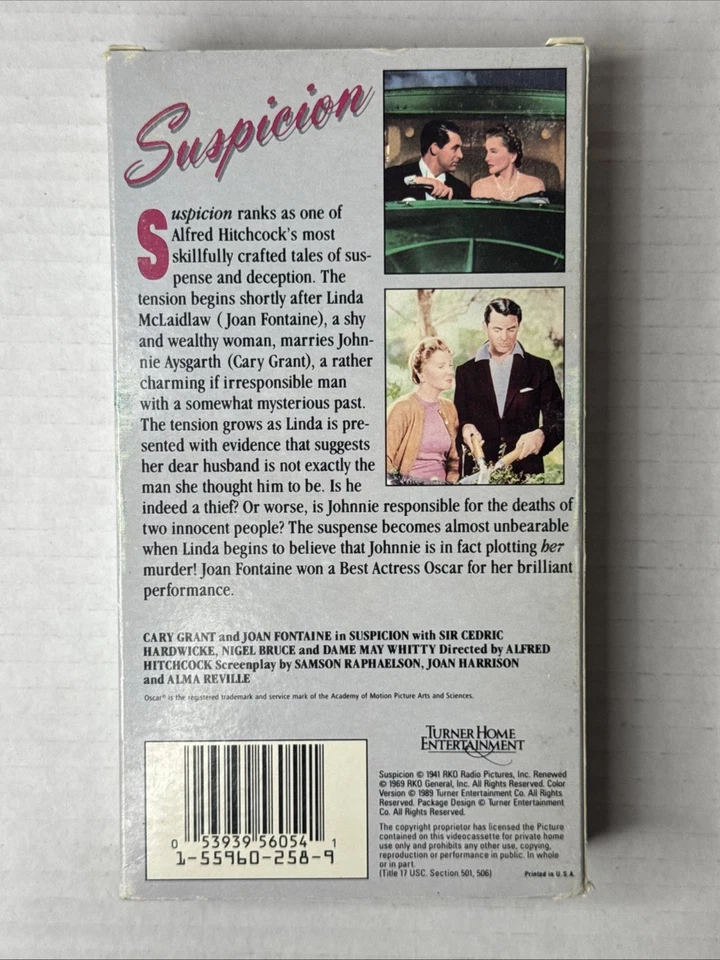 Suspicion
Suspicion ranks as one of
Alfred Hitchcock's most
skillfully crafted tales of sus-
pense and deception. The
tension begins shortly after Linda
McLaidlaw (Joan Fontaine), a shy
and wealthy woman, marries John-
nie Aysgarth (Cary Grant), a rather
charming if irresponsible man
with a somewhat mysterious past.
The tension grows as Linda is pre-
sented with evidence that suggests
her dear husband is not exactly the
man she thought him to be. Is he
indeed a thief? Or worse, is Johnnie responsible for the deaths of
two innocent people? The suspense becomes almost unbearable
when Linda begins to believe that Johnnie is in fact plotting her
murder! Joan Fontaine won a Best Actress Oscar for her brilliant
performance.
CARY GRANT and JOAN FONTAINE in SUSPICION with SIR CEDRIC
HARDWICKE, NIGEL BRUCE and DAME MAY WHITTY Directed by ALFRED
HITCHCOCK Screenplay by SAMSON RAPHAELSON, JOAN HARRISON
and ALMA REVILLE
Oscar® is the registered trademark and service mark of the Academy of Motion Picture Arts and Sciences.
TURNER HOME
ENTERTAINMENT
Suspicion © 1941 RKO Radio Pictures, Inc. Renewed
© 1969 RKO General, Inc. All Rights Reserved. Color
Version © 1989 Turner Entertainment Co. All Rights
Reserved. Package Design © Turner Entertainment
Co. All Rights Reserved.
The copyright proprietor has licensed the Picture
contained on this videocassette for private home
use only and prohibits any other use, copying,
reproduction or performance in public. In whole
or in part.
(Title 17 USC. Section 501, 506)
Printed in U.S.A.
0 53939 56054 1
1-55960-258-9